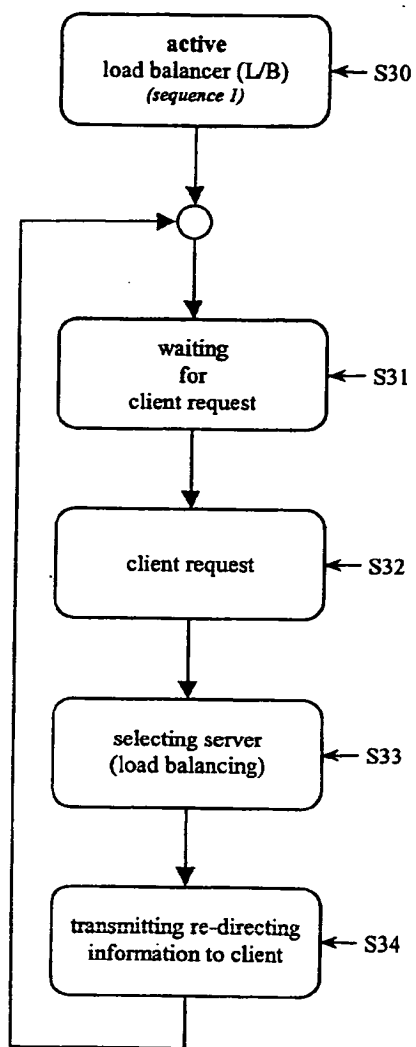 active
load balancer (L/B)
(sequence 1)
S30
waiting
for
client request
S31
client request
S32
selecting server
(load balancing)
S33
transmitting re-directing
information to client
S34